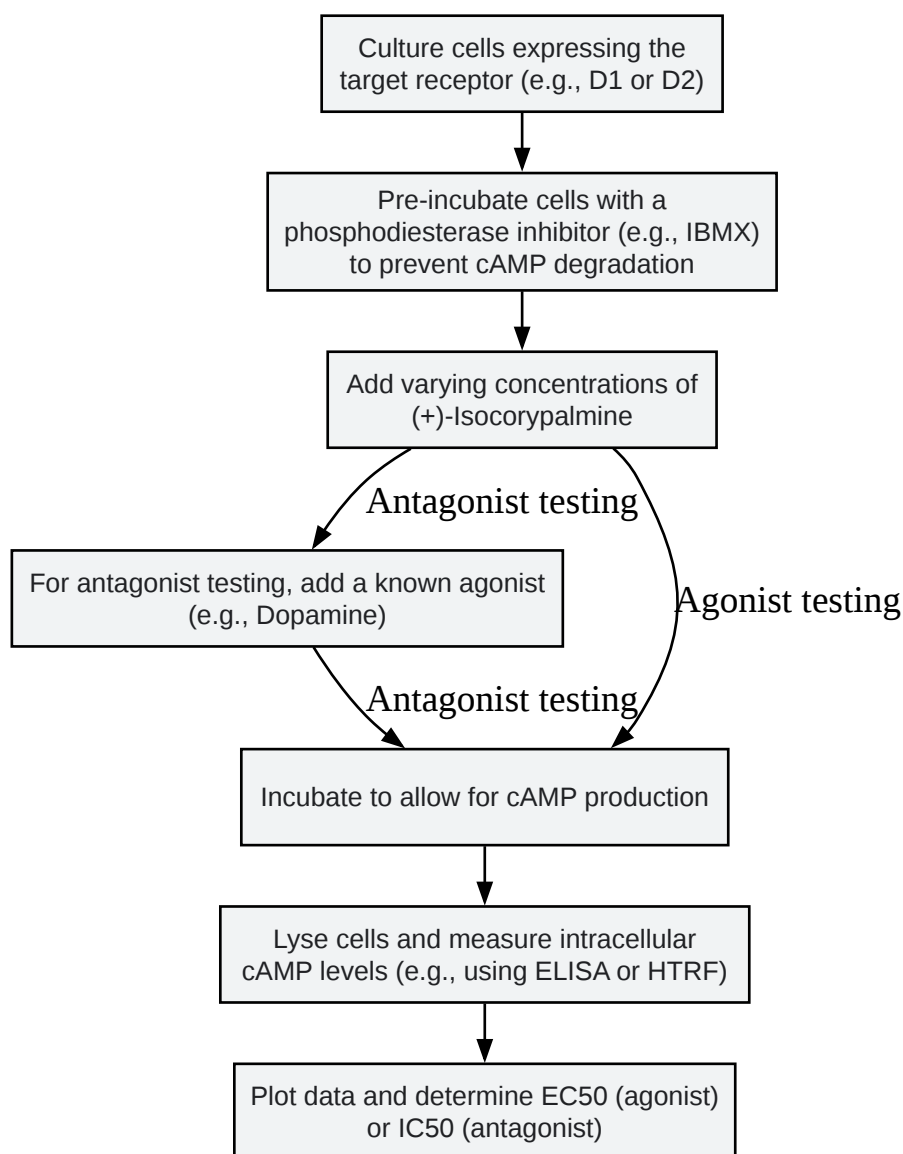 Culture cells expressing the
target receptor (e.g., D1 or D2)
Pre-incubate cells with a
phosphodiesterase inhibitor (e.g., IBMX)
to prevent cAMP degradation
Add varying concentrations of
(+)-Isocorypalmine
Antagonist testing
For antagonist testing, add a known agonist
(e.g., Dopamine)
Agonist testing
Antagonist testing
Incubate to allow for cAMP production
Lyse cells and measure intracellular
cAMP levels (e.g., using ELISA or HTRF)
Plot data and determine EC50 (agonist)
or IC50 (antagonist)